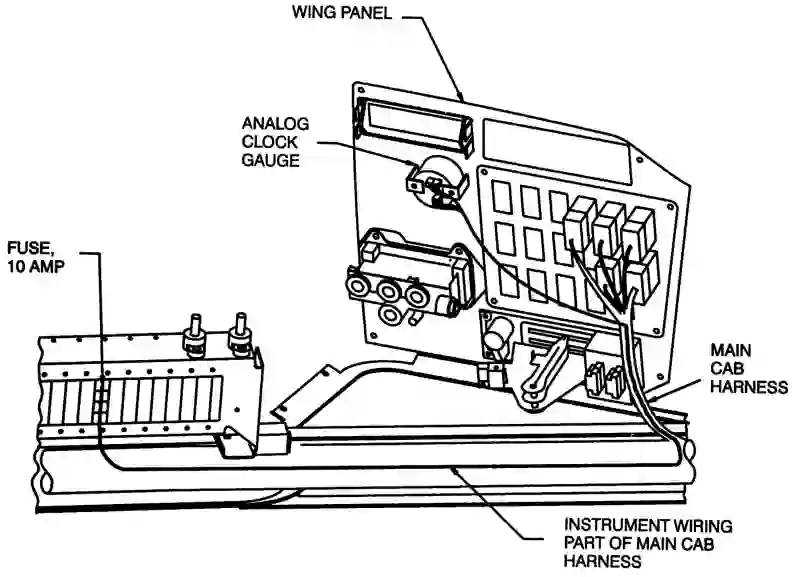 WING PANEL
ANALOG
CLOCK
GAUGE
FUSE,
10 AMP
MAIN
CAB
HARNESS
INSTRUMENT WIRING
PART OF MAIN CAB
HARNESS